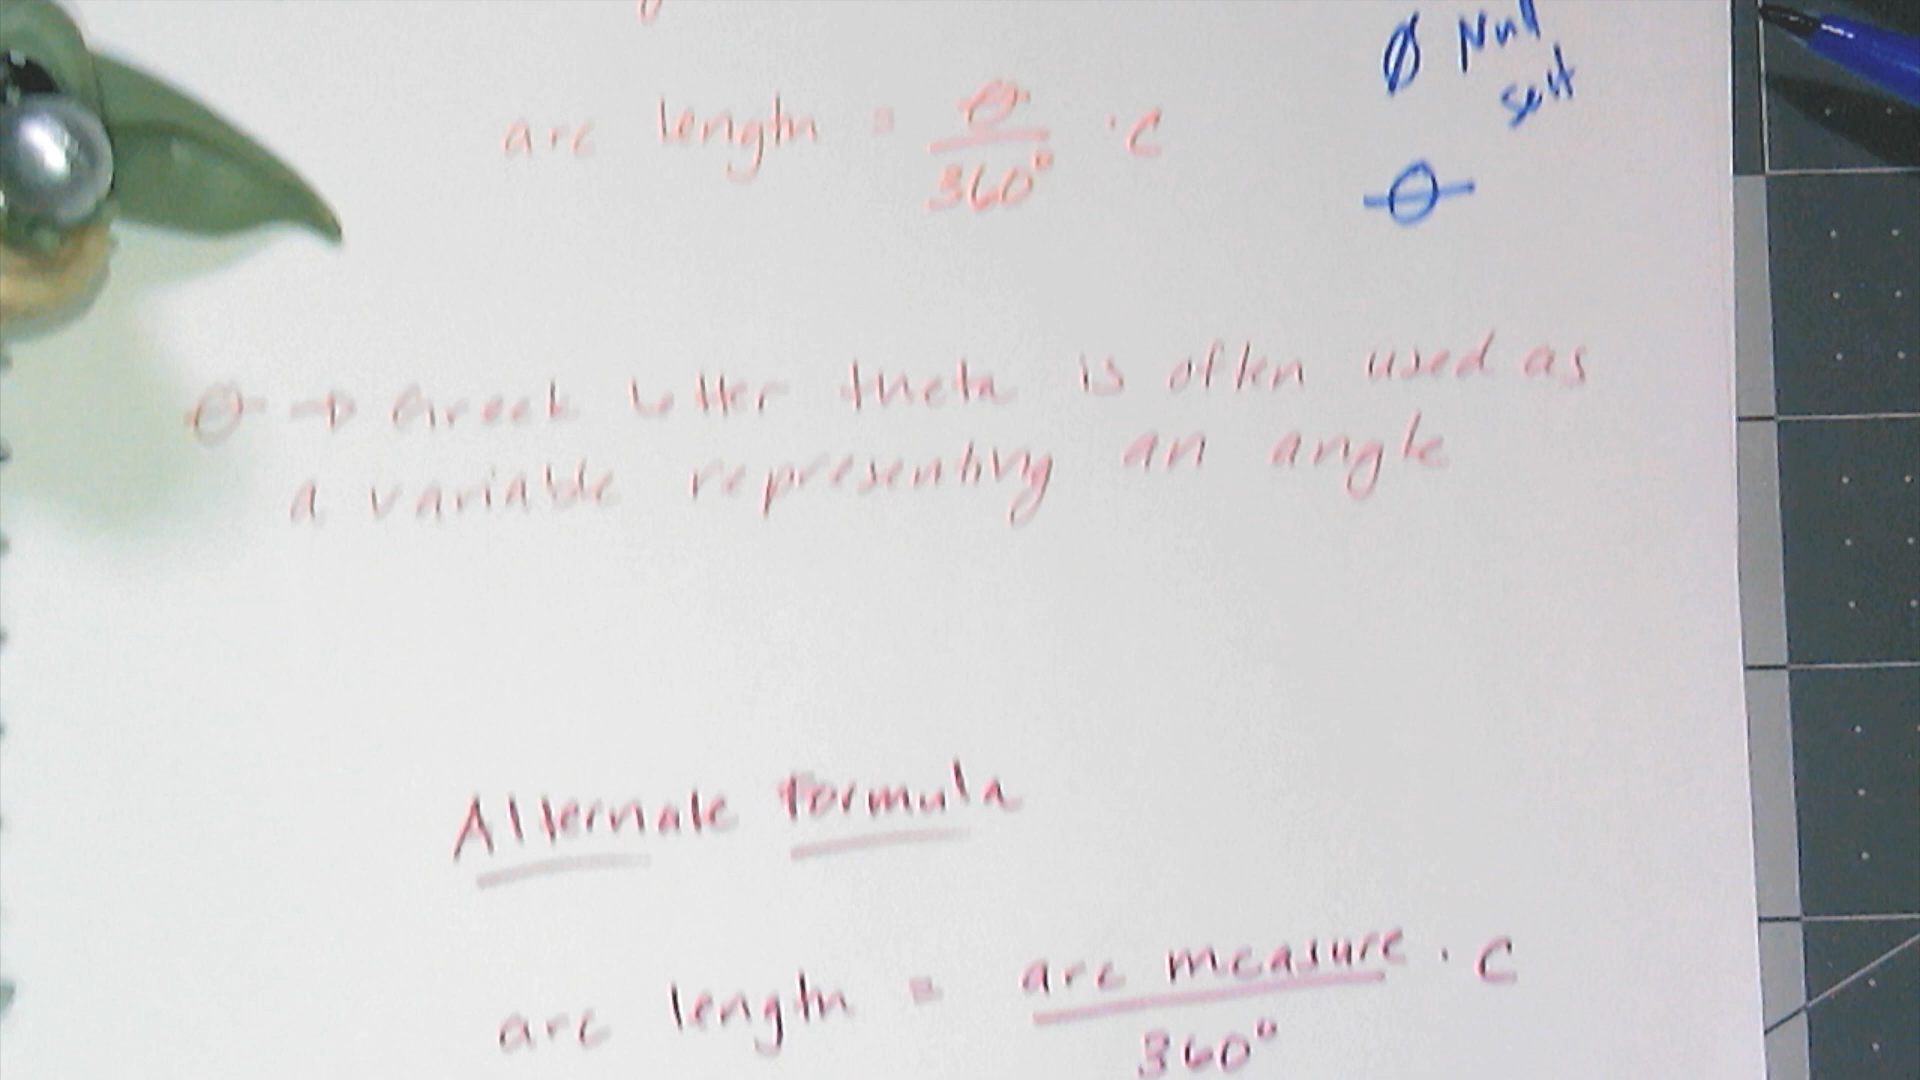 arc length = θ/360° · C
Ø Null
set
θ
θ → Greek letter theta is often used as
a variable representing an angle
Alternate Formula
arc length = arc measure/360° · C